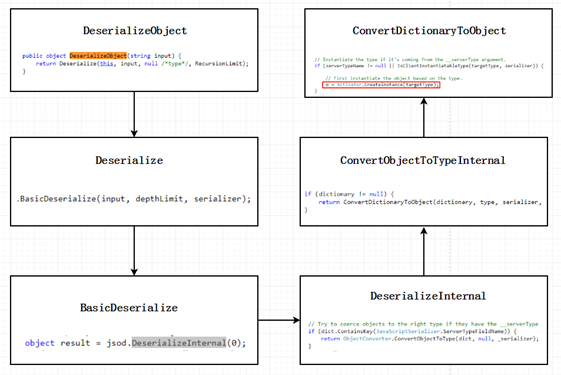 DeserializeObject
public object DeserializeObject(string input) {
return Deserialize(this, input, null /*type*/, RecursionLimit);
}
Deserialize
.BasicDeserialize(input, depthLimit, serializer);
BasicDeserialize
object result = jsod.DeserializeInternal(0);
DeserializeInternal
// Try to coerce objects to the right type if they have the __serverType
if (dict.ContainsKey(JavaScriptSerializer.ServerTypeFieldName)) {
return ObjectConverter.ConvertObjectToType(dict, null, _serializer);
}
ConvertObjectToTypeInternal
if (dictionary != null) {
return ConvertDictionaryToObject(dictionary, type, serializer,
}
ConvertDictionaryToObject
// Instantiate the type if it's coming from the __serverType argument.
if (serverTypeName != null || IsClientInstantiatableType(targetType, serializer)) {
// First instantiate the object based on the type.
o = Activator.CreateInstance(targetType);
}